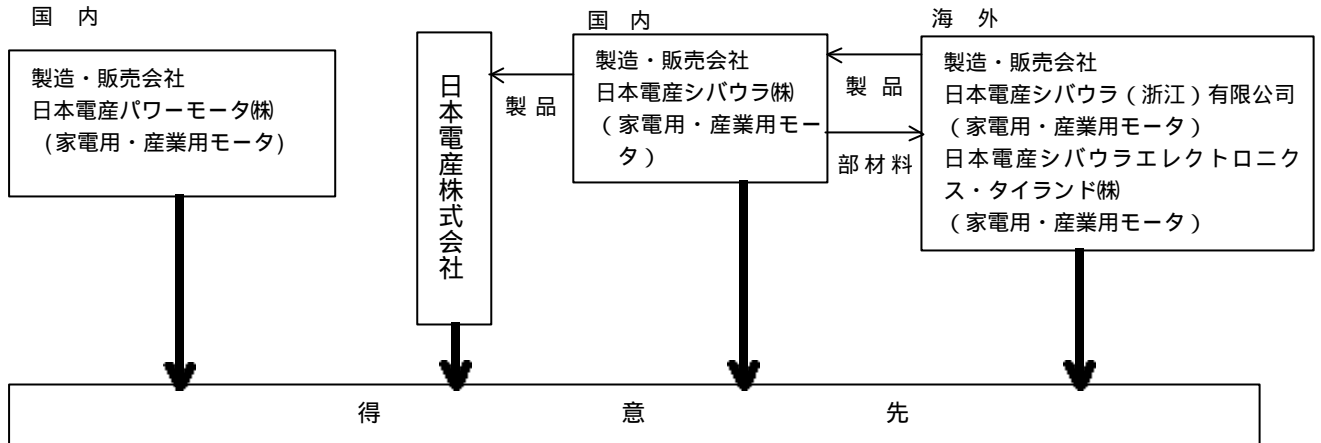 国 内
製造・販売会社
日本電産パワーモータ㈱
(家電用・産業用モータ)
日本電産株式会社
製 品
国 内
製造・販売会社
日本電産シバウラ㈱
(家電用・産業用モー
タ)
製 品
部材料
海 外
製造・販売会社
日本電産シバウラ(浙江)有限公司
(家電用・産業用モータ)
日本電産シバウラエレクトロニク
ス・タイランド㈱
(家電用・産業用モータ)
得 意 先